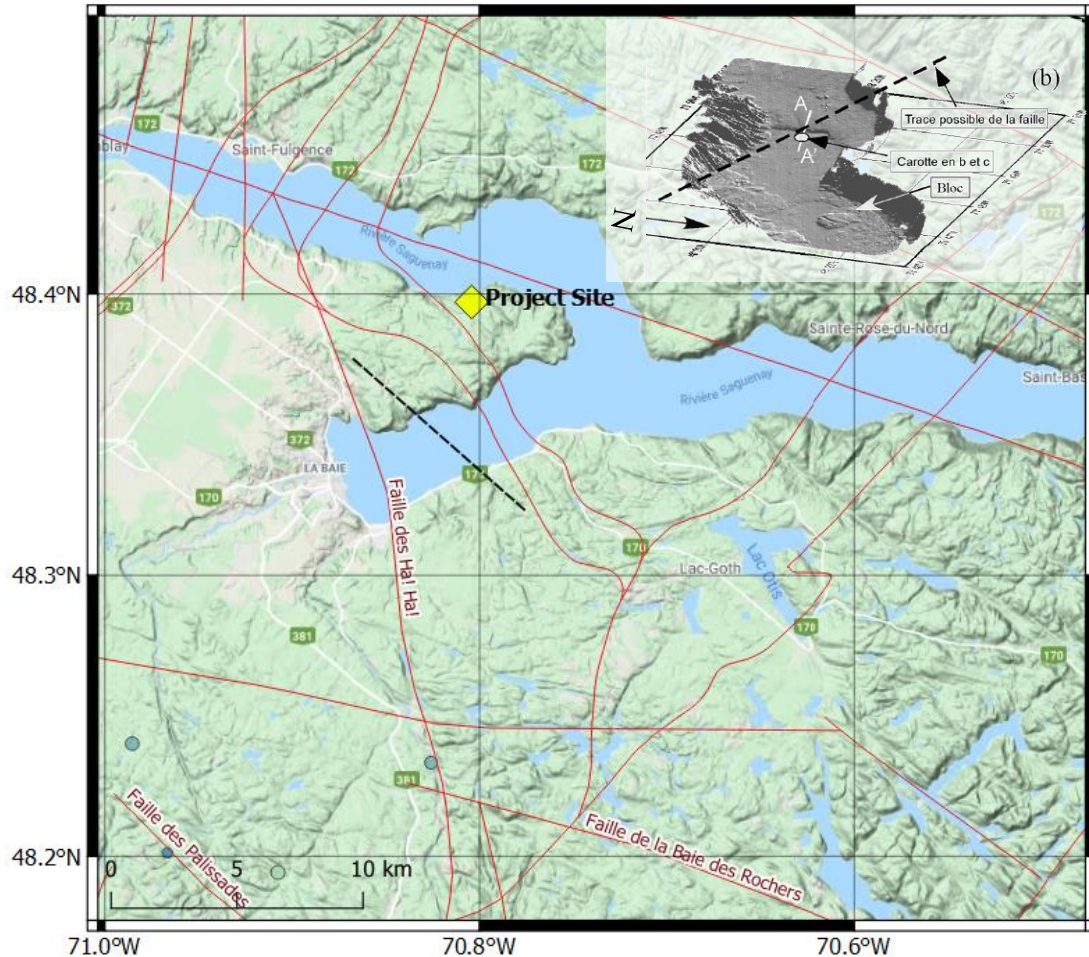 172
Saint-Fulgence
172
172
172
Rivière Saguenay
48.4°N
372
Project Site
(b)
A
A'
Trace possible de la faille
Carotte en b et c
Bloc
N
Sainte-Rose-du-Nord
Rivière Saguenay
372
LA BAIE
170
Faille des Ha! Ha!
170
48.3°N
Lac-Goth
Lac Otis
381
170
170
381
Faille des Palissades
Faille de la Baie des Rochers
48.2°N
0 5 10 km
71.0°W 70.8°W 70.6°W